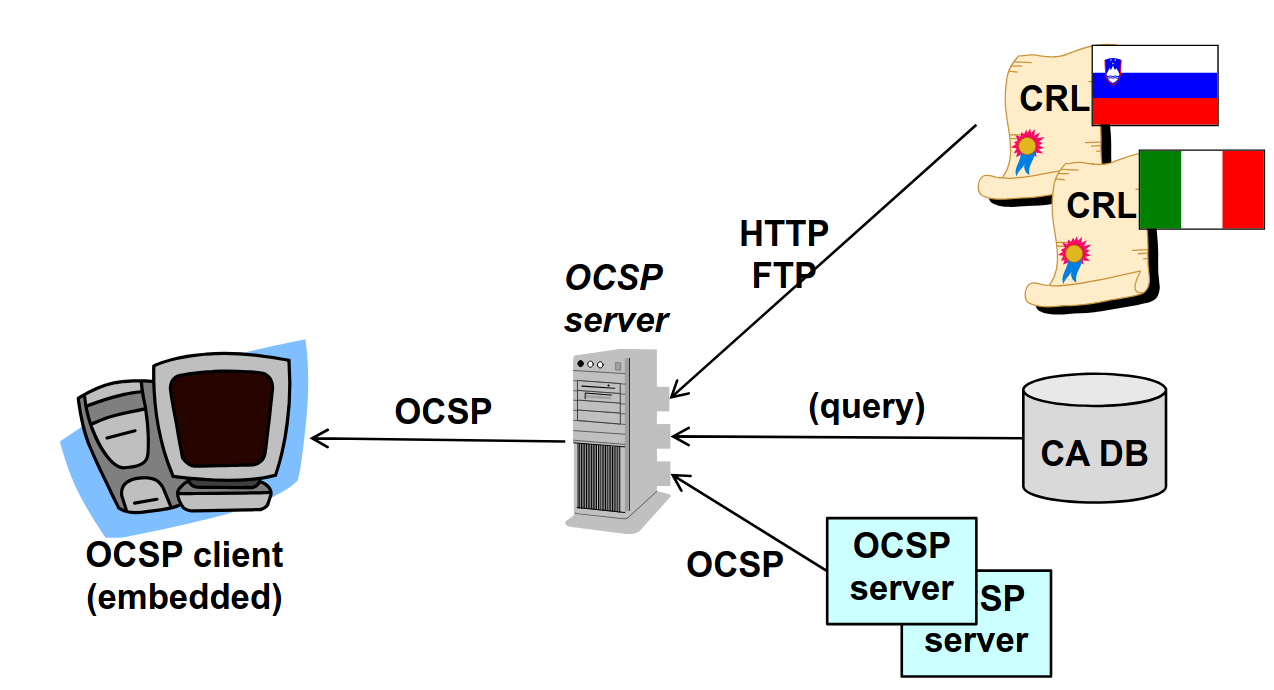 CRL
CRL
HTTP
FTP
OCSP
server
OCSP
(query)
CA DB
OCSP client
(embedded)
OCSP
OCSP
server
SP
server